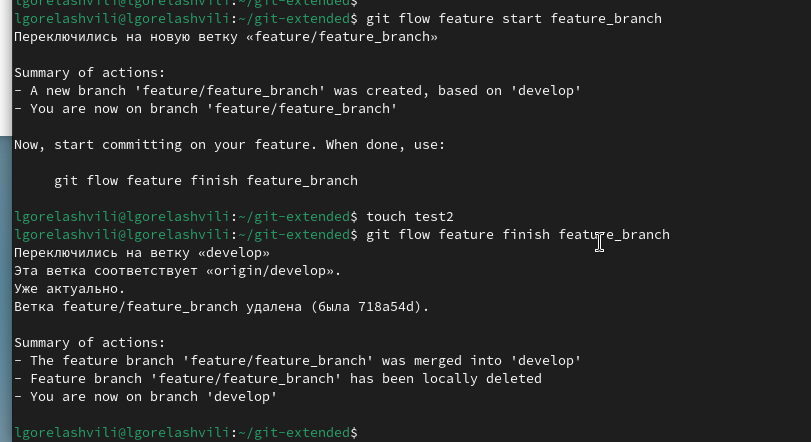 lgorelashvili@lgorelashvili:~/git-extended$
lgorelashvili@lgorelashvili:~/git-extended$ git flow feature start feature_branch
Переключились на новую ветку «feature/feature_branch»
Summary of actions:
- A new branch 'feature/feature_branch' was created, based on 'develop'
- You are now on branch 'feature/feature_branch'
Now, start committing on your feature. When done, use:
git flow feature finish feature_branch
lgorelashvili@lgorelashvili:~/git-extended$ touch test2
lgorelashvili@lgorelashvili:~/git-extended$ git flow feature finish feature_branch
Переключились на ветку «develop»
Эта ветка соответствует «origin/develop».
Уже актуально.
Ветка feature/feature_branch удалена (была 718a54d).
Summary of actions:
- The feature branch 'feature/feature_branch' was merged into 'develop'
- Feature branch 'feature/feature_branch' has been locally deleted
- You are now on branch 'develop'
lgorelashvili@lgorelashvili:~/git-extended$